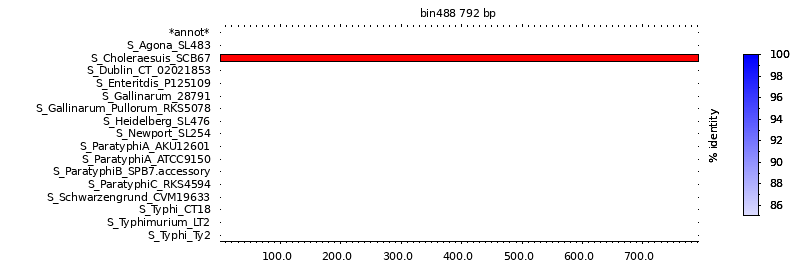 bin488 792 bp
*annot*
S_Agona_SL483
S_Choleraesuis_SCB67
S_Dublin_CT_02021853
S_Enteritdis_P125109
S_Gallinarum_28791
S_Gallinarum_Pullorum_RKS5078
S_Heidelberg_SL476
S_Newport_SL254
S_ParatyphiA_AKU12601
S_ParatyphiA_ATCC9150
S_ParatyphiB_SPB7.accessory
S_ParatyphiC_RKS4594
S_Schwarzengrund_CVM19633
S_Typhi_CT18
S_Typhimurium_LT2
S_Typhi_Ty2
100.0 200.0 300.0 400.0 500.0 600.0 700.0
% identity
100
98
96
94
92
90
88
86